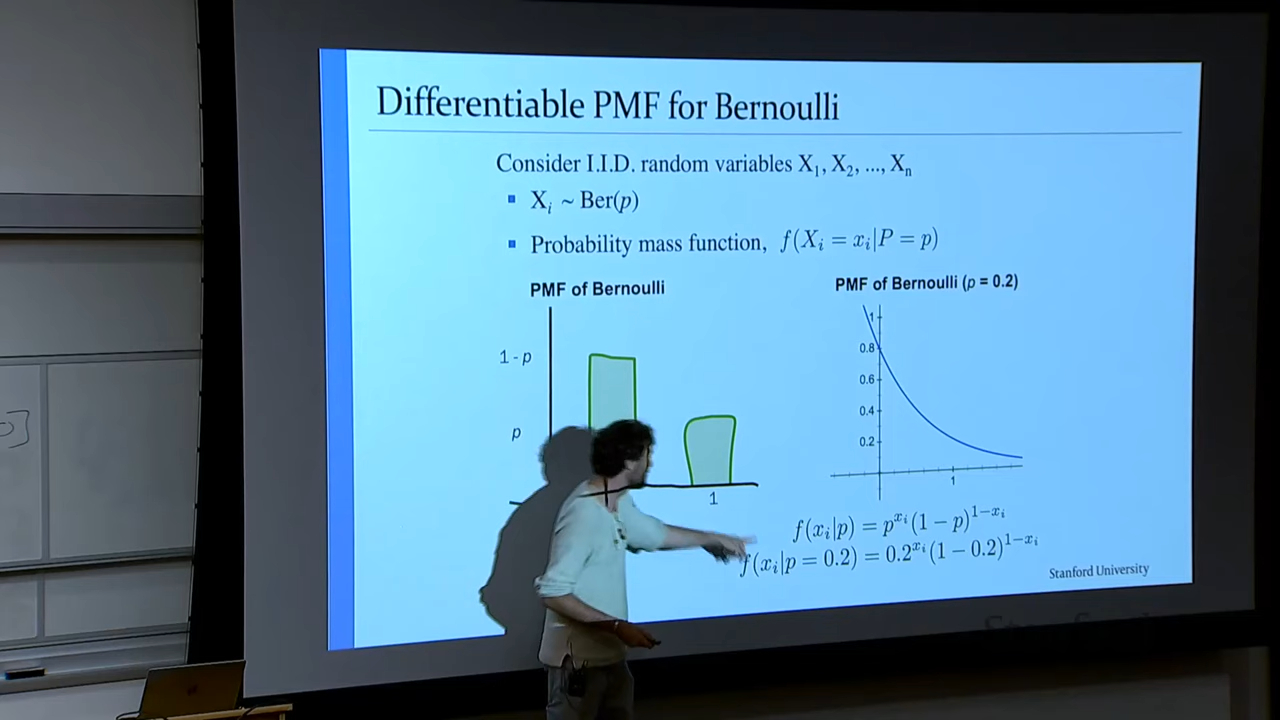 Differentiable PMF for Bernoulli
Consider I.I.D. random variables X₁, X₂, ..., Xₙ
▪ Xᵢ ~ Ber(p)
▪ Probability mass function, f(Xᵢ = xᵢ|P = p)
PMF of Bernoulli
1 - p
p
1
PMF of Bernoulli (p = 0.2)
1
0.8
0.6
0.4
0.2
1
f(xᵢ|p) = p^{xᵢ}(1 − p)^{1−xᵢ}
f(xᵢ|p = 0.2) = 0.2^{xᵢ}(1 − 0.2)^{1−xᵢ}
Stanford University